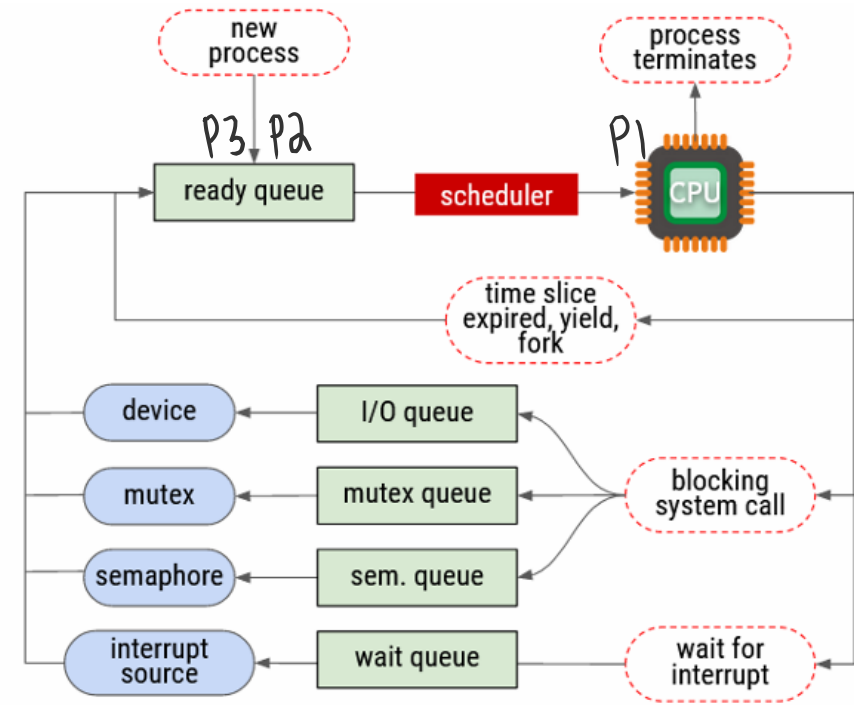 new
process
process
terminates
P3 P2
P1
ready queue
scheduler
CPU
time slice
expired, yield,
fork
device
I/O queue
mutex
mutex queue
blocking
system call
semaphore
sem. queue
interrupt
source
wait queue
wait for
interrupt